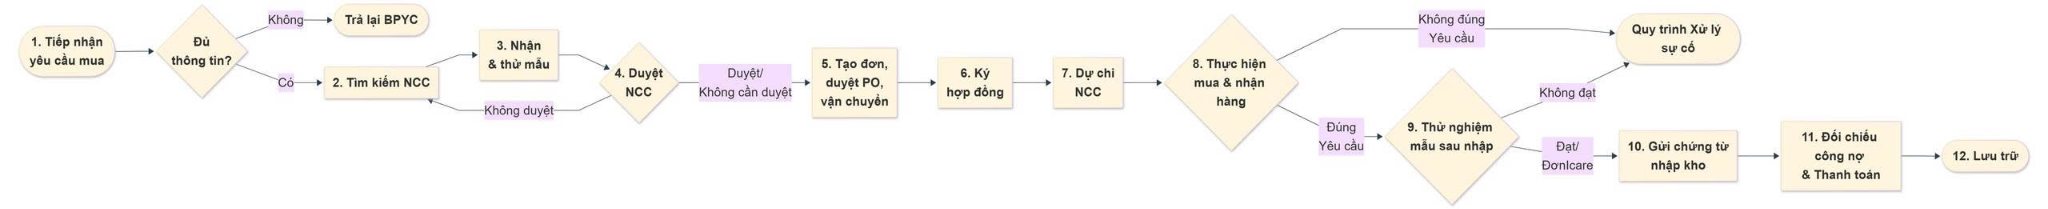 1. Tiếp nhận
yêu cầu mua
Đủ
thông tin?
Không
Trả lại BPYC
Có
2. Tìm kiếm NCC
3. Nhận
& thử mẫu
4. Duyệt
NCC
Không duyệt
Duyệt/
Không cần duyệt
5. Tạo đơn,
duyệt PO,
vận chuyển
6. Ký
hợp đồng
7. Dự chi
NCC
8. Thực hiện
mua & nhận
hàng
Không đúng
Yêu cầu
Quy trình Xử lý
sự cố
Đúng
Yêu cầu
9. Thử nghiệm
mẫu sau nhập
Không đạt
Đạt/
ĐơnIcare
10. Gửi chứng từ
nhập kho
11. Đối chiếu
công nợ
& Thanh toán
12. Lưu trữ